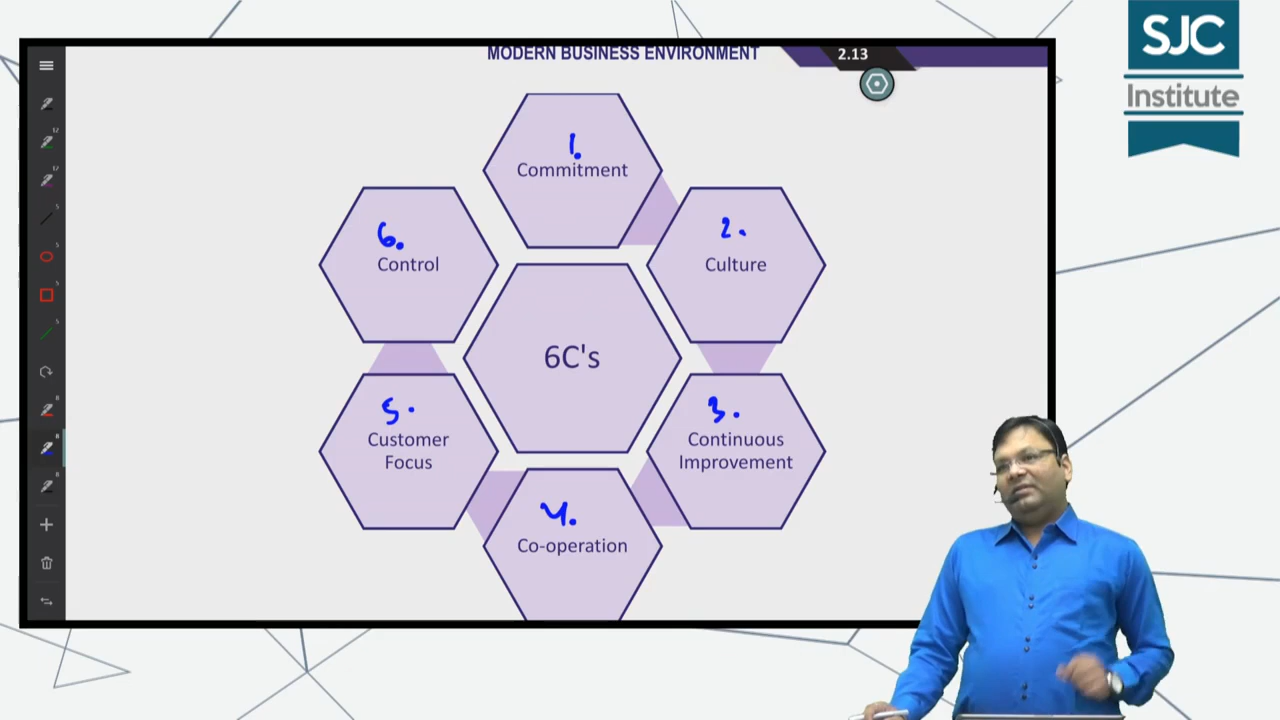 SJC
Institute
MODERN BUSINESS ENVIRONMENT
2.13
1.
Commitment
2.
Culture
3.
Continuous
Improvement
4.
Co-operation
5.
Customer
Focus
6.
Control
6C's